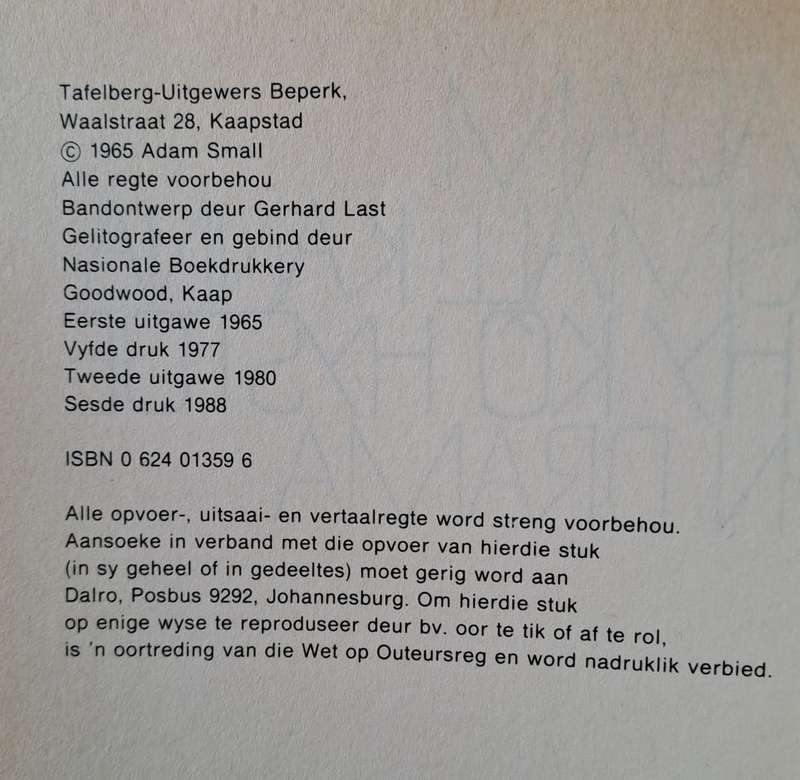 Tafelberg-Uitgewers Beperk,
Waalstraat 28, Kaapstad
© 1965 Adam Small
Alle regte voorbehou
Bandontwerp deur Gerhard Last
Gelitografeer en gebind deur
Nasionale Boekdrukkery
Goodwood, Kaap
Eerste uitgawe 1965
Vyfde druk 1977
Tweede uitgawe 1980
Sesde druk 1988
ISBN 0 624 01359 6
Alle opvoer-, uitsaai- en vertaalregte word streng voorbehou.
Aansoeke in verband met die opvoer van hierdie stuk
(in sy geheel of in gedeeltes) moet gerig word aan
Dalro, Posbus 9292, Johannesburg. Om hierdie stuk
op enige wyse te reproduseer deur bv. oor te tik of af te rol,
is 'n oortreding van die Wet op Outeursreg en word nadruklik verbied.